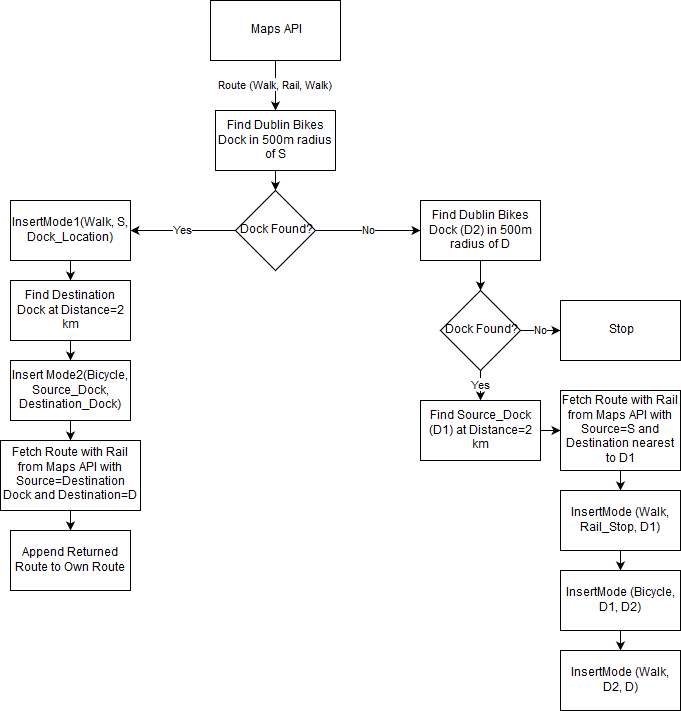 Maps API
Route (Walk, Rail, Walk)
Find Dublin Bikes
Dock in 500m radius
of S
Dock Found?
Yes
No
InsertMode1(Walk, S,
Dock_Location)
Find Destination
Dock at Distance=2
km
Insert Mode2(Bicycle,
Source_Dock,
Destination_Dock)
Fetch Route with Rail
from Maps API with
Source=Destination
Dock and Destination=D
Append Returned
Route to Own Route
Find Dublin Bikes
Dock (D2) in 500m
radius of D
Dock Found?
No
Stop
Yes
Find Source_Dock
(D1) at Distance=2
km
Fetch Route with Rail
from Maps API with
Source=S and
Destination nearest
to D1
InsertMode (Walk,
Rail_Stop, D1)
InsertMode (Bicycle,
D1, D2)
InsertMode (Walk,
D2, D)